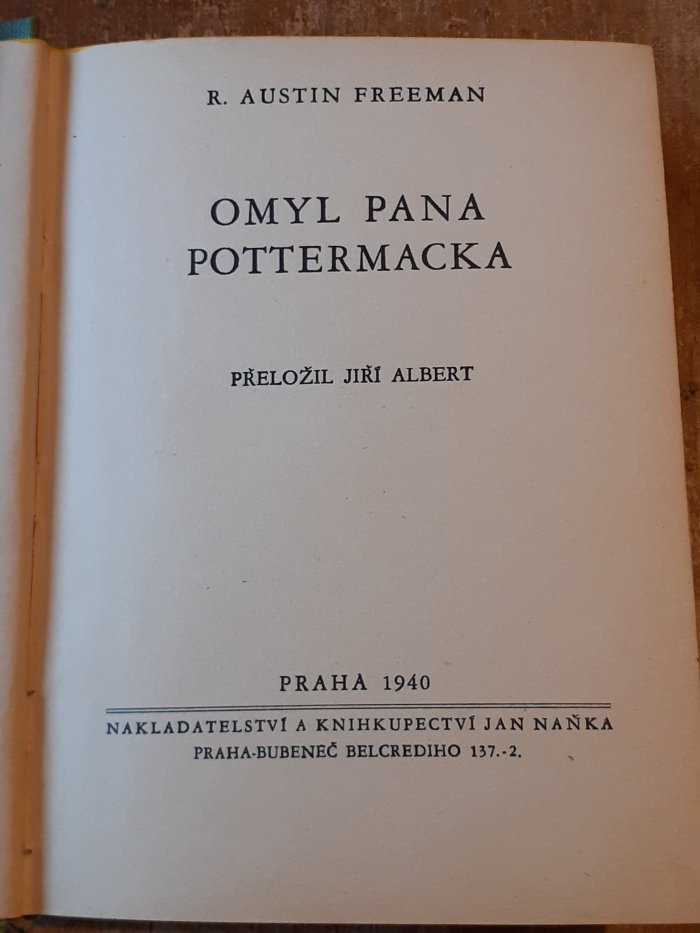 R. AUSTIN FREEMAN
OMYL PANA
POTTERMACKA
PŘELOŽIL JIŘÍ ALBERT
PRAHA 1940
NAKLADATELSTVÍ A KNIHKUPECTVÍ JAN NAŇKA
PRAHA-BUBENEČ BELCREDIHO 137.-2.